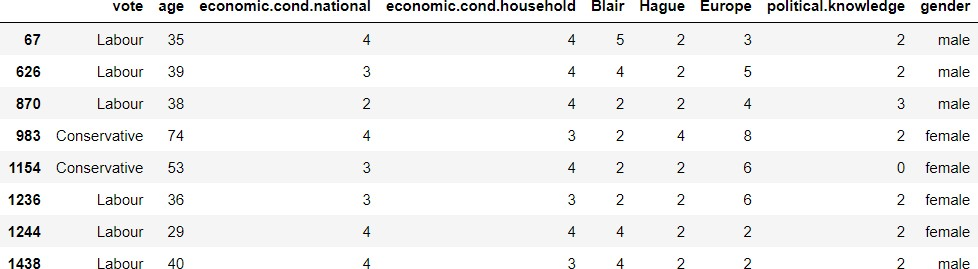 vote age economic.cond.national economic.cond.household Blair Hague Europe political.knowledge gender
67 Labour 35 4 4 5 2 3 2 male
626 Labour 39 3 4 4 2 5 2 male
870 Labour 38 2 4 2 2 4 3 male
983 Conservative 74 4 3 2 4 8 2 female
1154 Conservative 53 3 4 2 2 6 0 female
1236 Labour 36 3 3 2 2 6 2 female
1244 Labour 29 4 4 4 2 2 2 female
1438 Labour 40 4 3 4 2 2 2 male